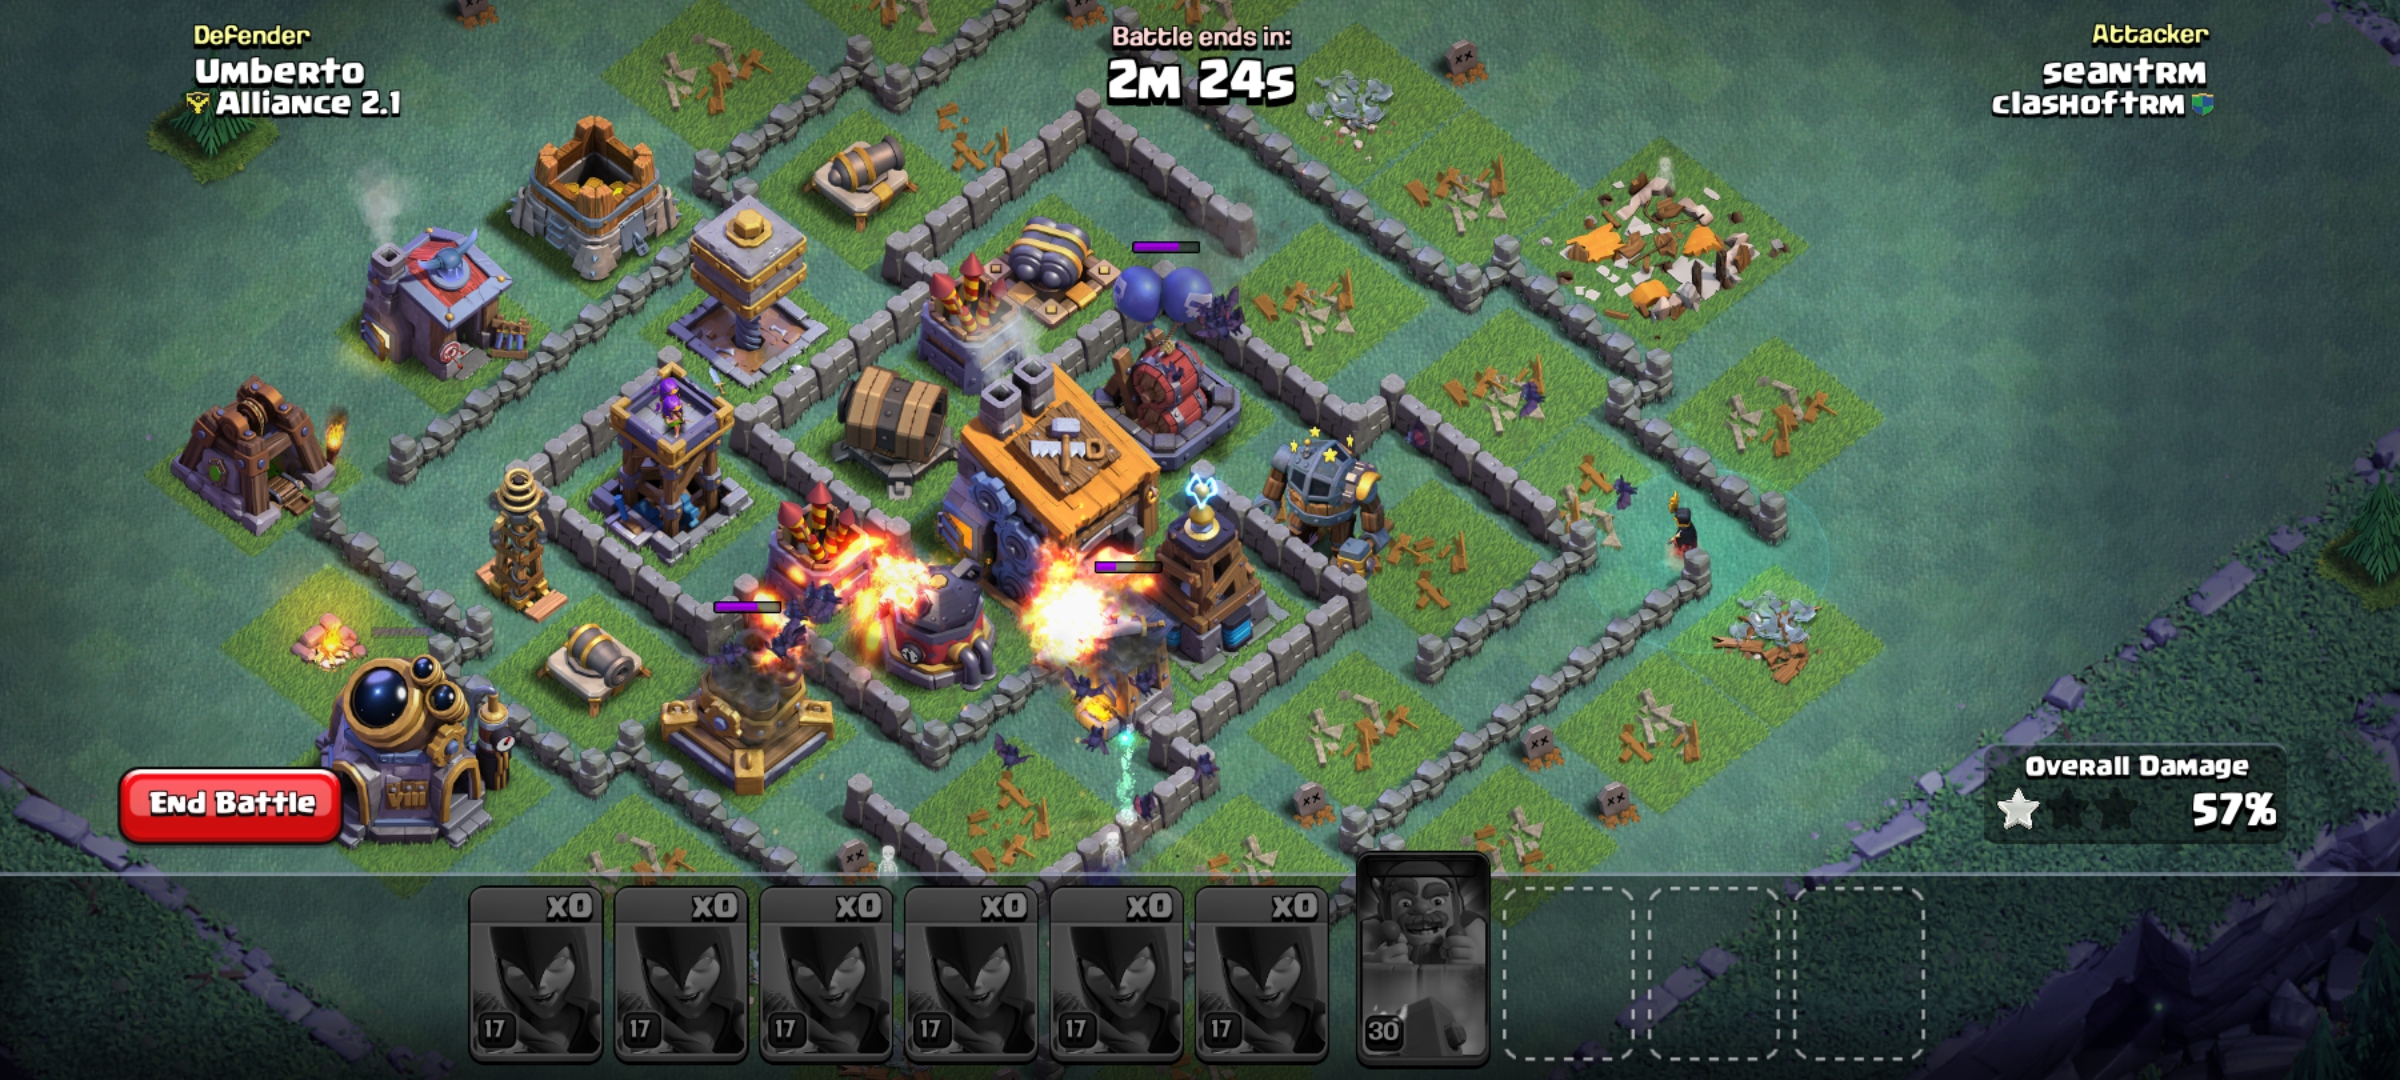 Defender
Umberto
Alliance 2.1
Battle ends in:
2M 24s
Attacker
seantRM
clashoftRM
VIII
End Battle
Overall Damage
57%
x0 x0 x0 x0 x0 x0
17 17 17 17 17 17 30